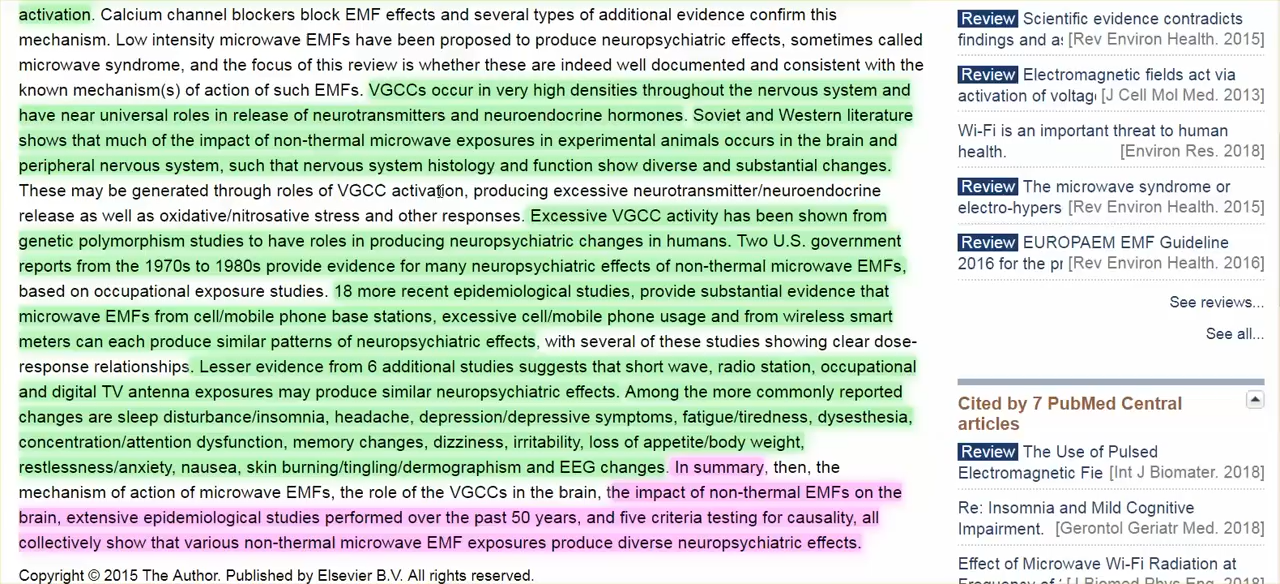 activation. Calcium channel blockers block EMF effects and several types of additional evidence confirm this
mechanism. Low intensity microwave EMFs have been proposed to produce neuropsychiatric effects, sometimes called
microwave syndrome, and the focus of this review is whether these are indeed well documented and consistent with the
known mechanism(s) of action of such EMFs. VGCCs occur in very high densities throughout the nervous system and
have near universal roles in release of neurotransmitters and neuroendocrine hormones. Soviet and Western literature
shows that much of the impact of non-thermal microwave exposures in experimental animals occurs in the brain and
peripheral nervous system, such that nervous system histology and function show diverse and substantial changes.
These may be generated through roles of VGCC activation, producing excessive neurotransmitter/neuroendocrine
release as well as oxidative/nitrosative stress and other responses. Excessive VGCC activity has been shown from
genetic polymorphism studies to have roles in producing neuropsychiatric changes in humans. Two U.S. government
reports from the 1970s to 1980s provide evidence for many neuropsychiatric effects of non-thermal microwave EMFs,
based on occupational exposure studies. 18 more recent epidemiological studies, provide substantial evidence that
microwave EMFs from cell/mobile phone base stations, excessive cell/mobile phone usage and from wireless smart
meters can each produce similar patterns of neuropsychiatric effects, with several of these studies showing clear dose-
response relationships. Lesser evidence from 6 additional studies suggests that short wave, radio station, occupational
and digital TV antenna exposures may produce similar neuropsychiatric effects. Among the more commonly reported
changes are sleep disturbance/insomnia, headache, depression/depressive symptoms, fatigue/tiredness, dysesthesia,
concentration/attention dysfunction, memory changes, dizziness, irritability, loss of appetite/body weight,
restlessness/anxiety, nausea, skin burning/tingling/dermographism and EEG changes. In summary, then, the
mechanism of action of microwave EMFs, the role of the VGCCs in the brain, the impact of non-thermal EMFs on the
brain, extensive epidemiological studies performed over the past 50 years, and five criteria testing for causality, all
collectively show that various non-thermal microwave EMF exposures produce diverse neuropsychiatric effects.
Copyright © 2015 The Author. Published by Elsevier B.V. All rights reserved.
Review Scientific evidence contradicts
findings and as [Rev Environ Health. 2015]
Review Electromagnetic fields act via
activation of voltag [J Cell Mol Med. 2013]
Wi-Fi is an important threat to human
health. [Environ Res. 2018]
Review The microwave syndrome or
electro-hypers [Rev Environ Health. 2015]
Review EUROPAEM EMF Guideline
2016 for the pr [Rev Environ Health. 2016]
See reviews...
See all...
Cited by 7 PubMed Central
articles
Review The Use of Pulsed
Electromagnetic Fie [Int J Biomater. 2018]
Re: Insomnia and Mild Cognitive
Impairment. [Gerontol Geriatr Med. 2018]
Effect of Microwave Wi-Fi Radiation at
Frequency of [J Biomed Phys Eng. 2018]